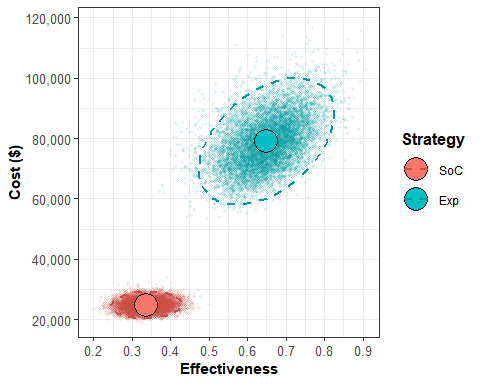 120,000
100,000
80,000
60,000
40,000
20,000
Cost ($)
0.2 0.3 0.4 0.5 0.6 0.7 0.8 0.9
Effectiveness
Strategy
SoC
Exp